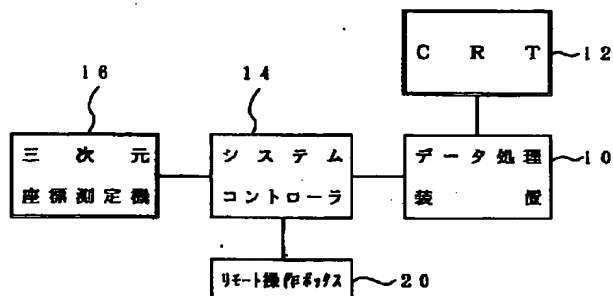 C R T
12
16
14
三次元
座標測定機
システム
コントローラ
データ処理
装置
10
リモート操作ボックス
20